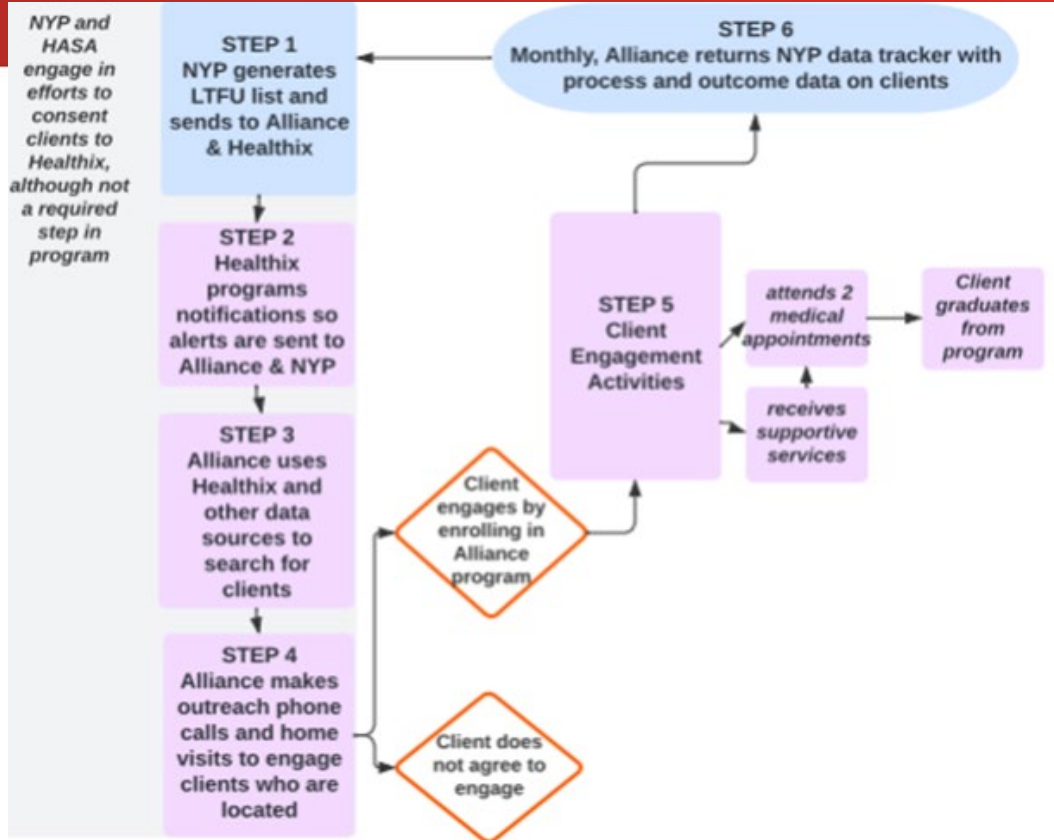 NYP and
HASA
engage in
efforts to
consent
clients to
Healthix,
although not
a required
step in
program
STEP 1
NYP generates
LTFU list and
sends to Alliance
& Healthix
STEP 2
Healthix
programs
notifications so
alerts are sent to
Alliance & NYP
STEP 3
Alliance uses
Healthix and
other data
sources to
search for
clients
STEP 4
Alliance makes
outreach phone
calls and home
visits to engage
clients who are
located
Client
engages by
enrolling in
Alliance
program
Client does
not agree to
engage
STEP 5
Client
Engagement
Activities
attends 2
medical
appointments
receives
supportive
services
Client
graduates
from
program
STEP 6
Monthly, Alliance returns NYP data tracker with
process and outcome data on clients